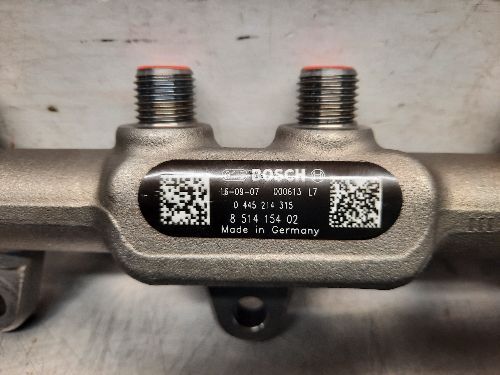 BOSCH
16-09-07 D00613 L7
0 445 214 315
8 514 154 02
Made in Germany